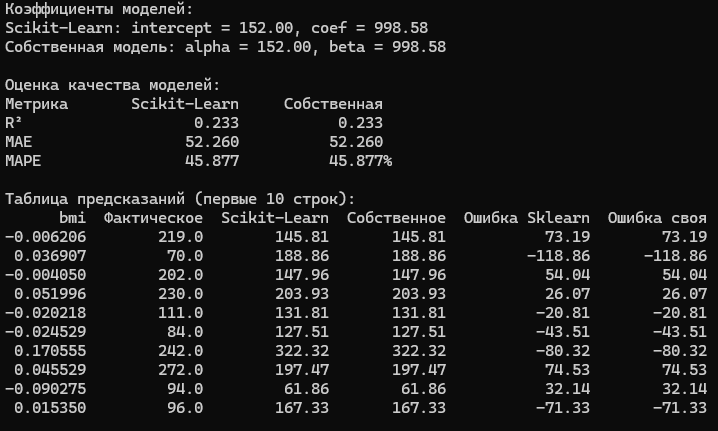 Коэффициенты моделей:
Scikit-Learn: intercept = 152.00, coef = 998.58
Собственная модель: alpha = 152.00, beta = 998.58
Оценка качества моделей:
Метрика Scikit-Learn Собственная
R² 0.233 0.233
MAE 52.260 52.260
MAPE 45.877 45.877%
Таблица предсказаний (первые 10 строк):
bmi Фактическое Scikit-Learn Собственное Ошибка Sklearn Ошибка своя
-0.006206 219.0 145.81 145.81 73.19 73.19
0.036907 70.0 188.86 188.86 -118.86 -118.86
-0.004050 202.0 147.96 147.96 54.04 54.04
0.051996 230.0 203.93 203.93 26.07 26.07
-0.020218 111.0 131.81 131.81 -20.81 -20.81
-0.024529 84.0 127.51 127.51 -43.51 -43.51
0.170555 242.0 322.32 322.32 -80.32 -80.32
0.045529 272.0 197.47 197.47 74.53 74.53
-0.090275 94.0 61.86 61.86 32.14 32.14
0.015350 96.0 167.33 167.33 -71.33 -71.33